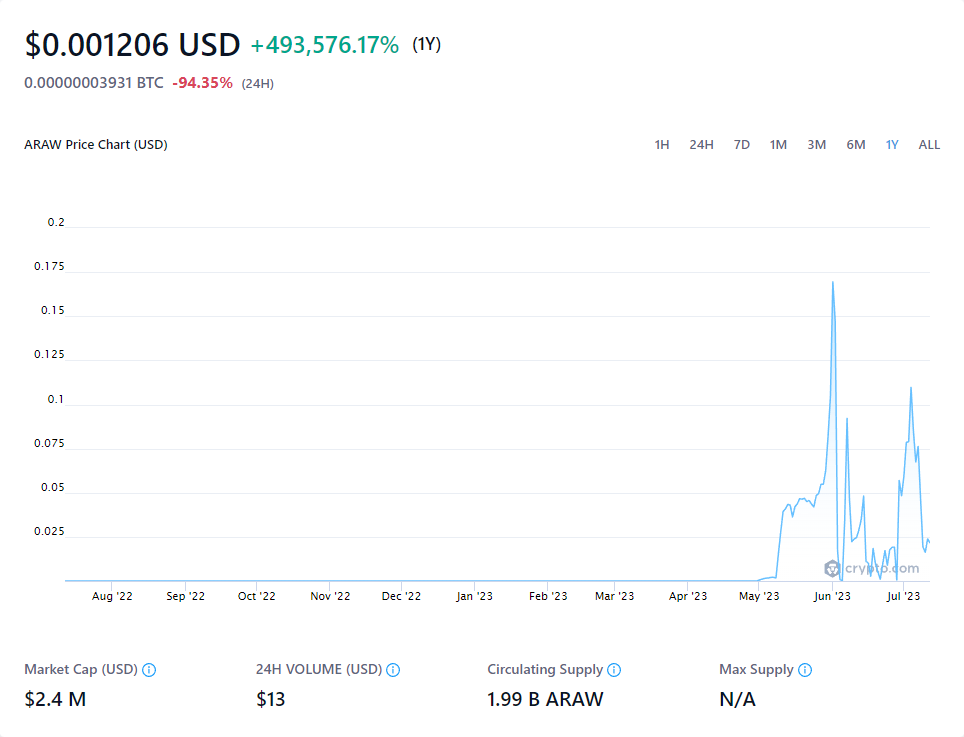 $0.001206 USD +493,576.17% (1Y)
0.00000003931 BTC -94.35% (24H)
ARAW Price Chart (USD) 1H 24H 7D 1M 3M 6M 1Y ALL
0.2
0.175
0.15
0.125
0.1
0.075
0.05
0.025
crypto.com
Aug '22 Sep '22 Oct '22 Nov '22 Dec '22 Jan '23 Feb '23 Mar '23 Apr '23 May '23 Jun '23 Jul '23
Market Cap (USD) 24H VOLUME (USD) Circulating Supply Max Supply
$2.4 M $13 1.99 B ARAW N/A